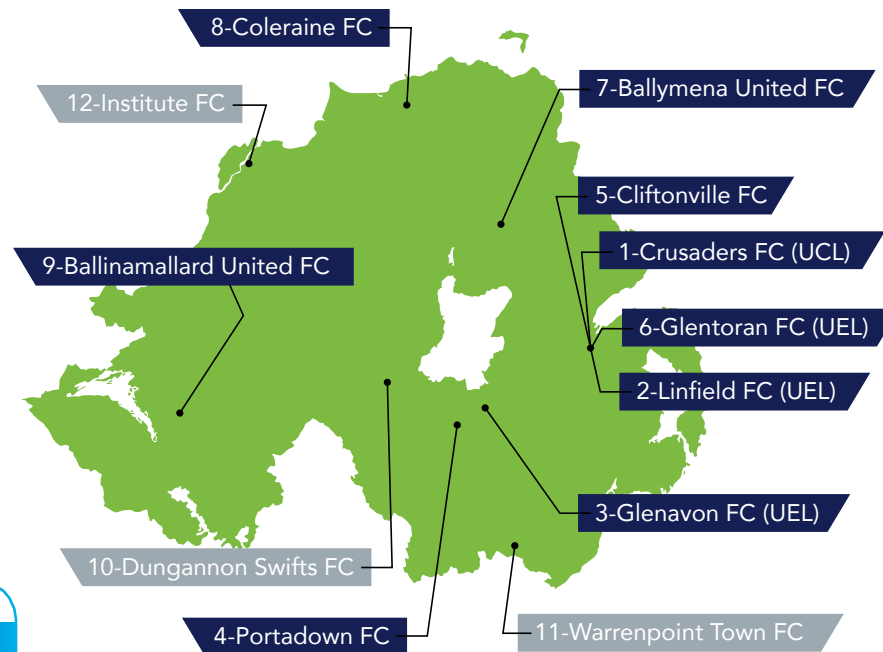 8-Coleraine FC
7-Ballymena United FC
12-Institute FC
5-Cliftonville FC
1-Crusaders FC (UCL)
9-Ballinamallard United FC
6-Glentoran FC (UEL)
2-Linfield FC (UEL)
3-Glenavon FC (UEL)
10-Dungannon Swifts FC
4-Portadown FC
11-Warrenpoint Town FC